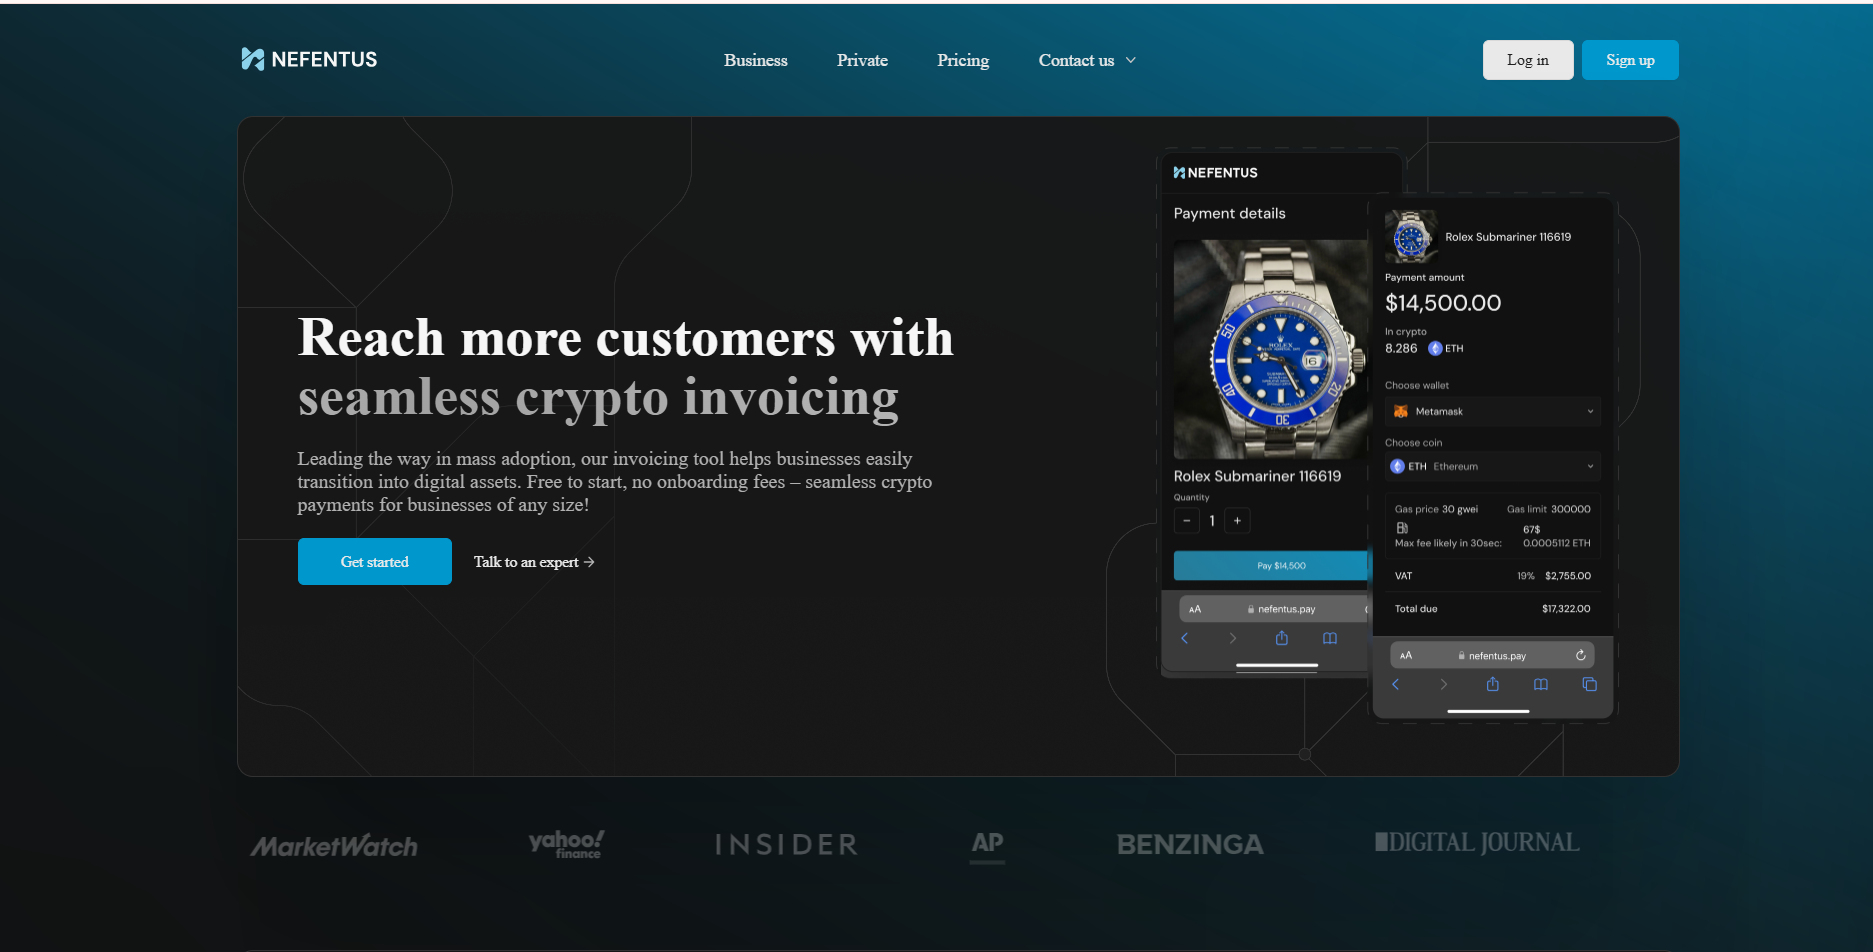 NEFENTUS
Business
Private
Pricing
Contact us
Log in
Sign up
Reach more customers with
seamless crypto invoicing
Leading the way in mass adoption, our invoicing tool helps businesses easily
transition into digital assets. Free to start, no onboarding fees – seamless crypto
payments for businesses of any size!
Get started
Talk to an expert
NEFENTUS
Payment details
50
40
30
20
16
ROLEX
Rolex Submariner 116619
Quantity
− 1 +
Pay $14,500
AA nefentus.pay
Rolex Submariner 116619
Payment amount
$14,500.00
In crypto
8.286 ETH
Choose wallet
Metamask
Choose coin
ETH Ethereum
Gas price 30 gwei Gas limit 300000
67$
Max fee likely in 30sec: 0.0005112 ETH
VAT 19% $2,755.00
Total due $17,322.00
AA nefentus.pay
MarketWatch
yahoo!
finance
INSIDER
AP
BENZINGA
DIGITAL JOURNAL